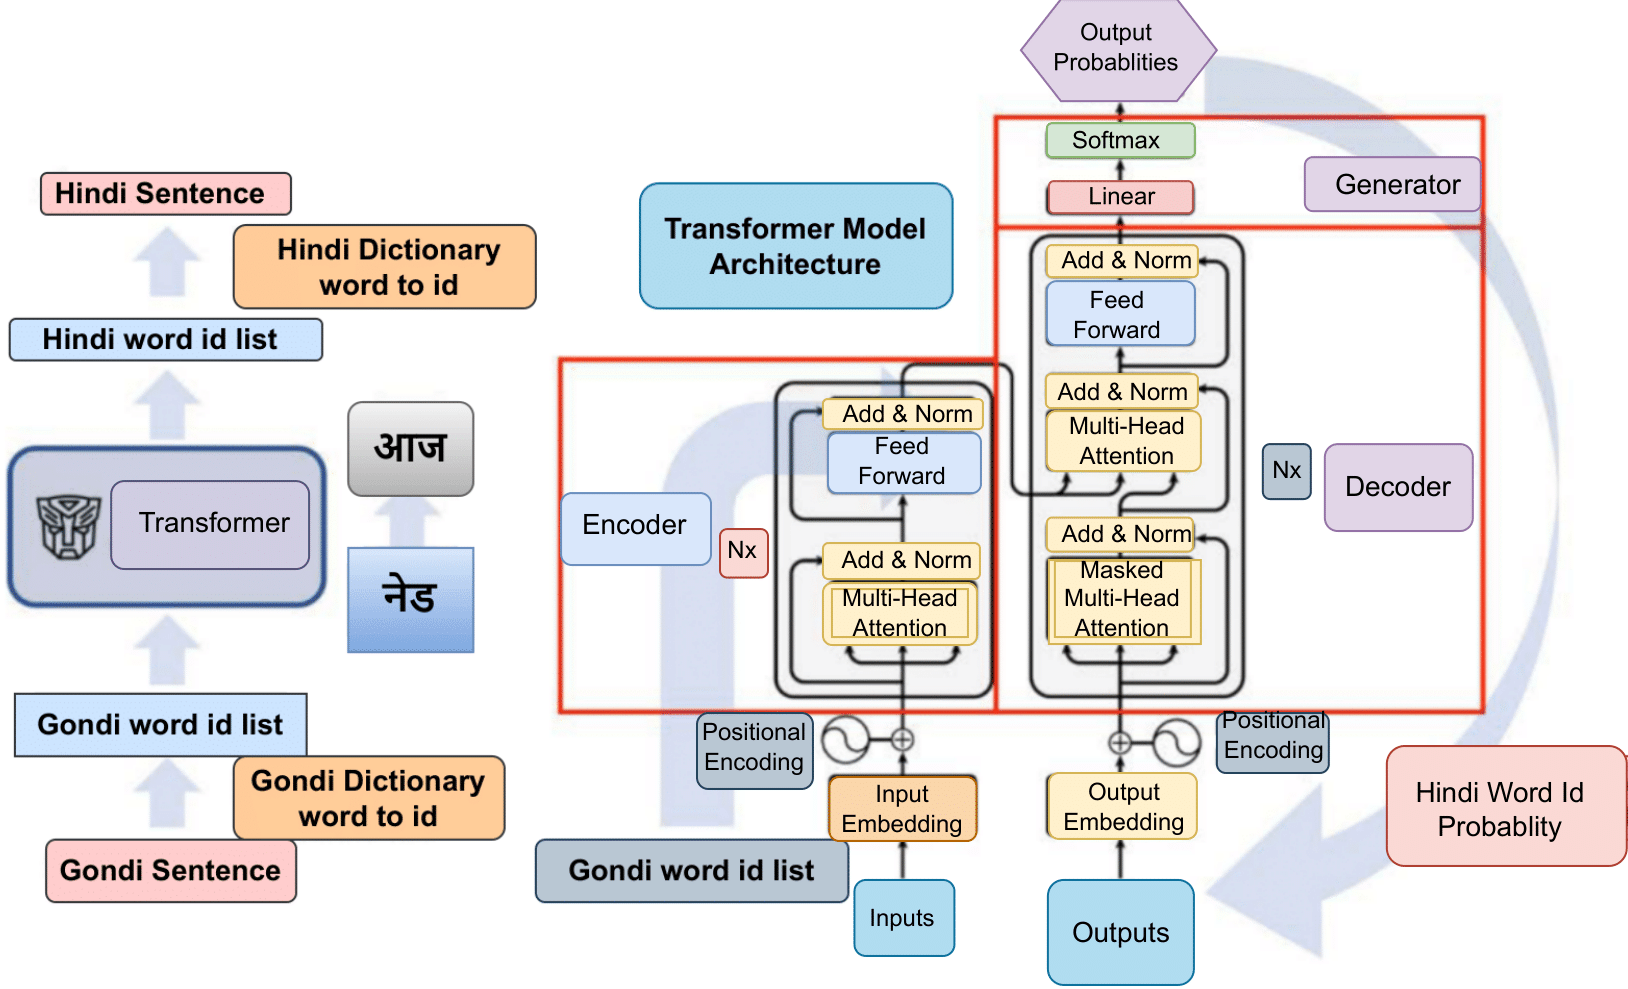 Hindi Sentence
Hindi Dictionary
word to id
Hindi word id list
Transformer
आज
नेड
Gondi word id list
Gondi Dictionary
word to id
Gondi Sentence
Transformer Model
Architecture
Output
Probablities
Softmax
Linear
Generator
Add & Norm
Feed
Forward
Add & Norm
Multi-Head
Attention
Nx
Decoder
Add & Norm
Masked
Multi-Head
Attention
Encoder
Nx
Add & Norm
Feed
Forward
Add & Norm
Multi-Head
Attention
Positional
Encoding
Positional
Encoding
Input
Embedding
Output
Embedding
Hindi Word Id
Probablity
Gondi word id list
Inputs
Outputs